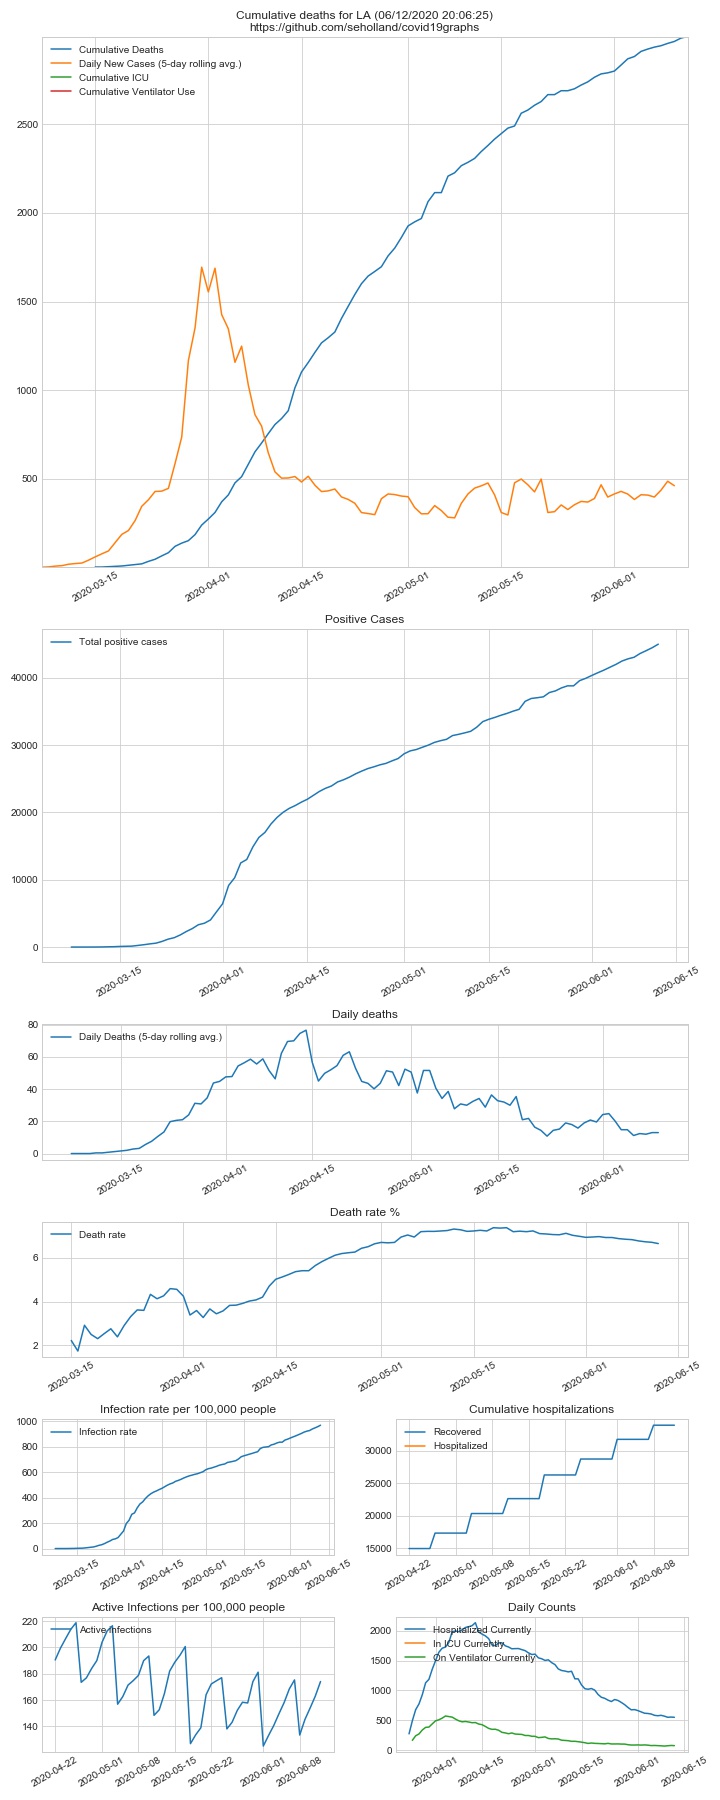 Cumulative deaths for LA (06/12/2020 20:06:25)
https://github.com/seholland/covid19graphs
Cumulative Deaths
Daily New Cases (5-day rolling avg.)
Cumulative ICU
Cumulative Ventilator Use
2500
2000
1500
1000
500
2020-03-15 2020-04-01 2020-04-15 2020-05-01 2020-05-15 2020-06-01
Positive Cases
Total positive cases
40000
30000
20000
10000
0
2020-03-15 2020-04-01 2020-04-15 2020-05-01 2020-05-15 2020-06-01 2020-06-15
Daily deaths
80
Daily Deaths (5-day rolling avg.)
60
40
20
0
2020-03-15 2020-04-01 2020-04-15 2020-05-01 2020-05-15 2020-06-01
Death rate %
Death rate
6
4
2
2020-03-15 2020-04-01 2020-04-15 2020-05-01 2020-05-15 2020-06-01 2020-06-15
Infection rate per 100,000 people
1000
Infection rate
800
600
400
200
0
2020-03-15 2020-04-01 2020-04-15 2020-05-01 2020-05-15 2020-06-01 2020-06-15
Cumulative hospitalizations
Recovered
Hospitalized
30000
25000
20000
15000
2020-04-22 2020-05-01 2020-05-08 2020-05-15 2020-05-22 2020-06-01 2020-06-08
Active Infections per 100,000 people
220
Active Infections
200
180
160
140
2020-04-22 2020-05-01 2020-05-08 2020-05-15 2020-05-22 2020-06-01 2020-06-08
Daily Counts
Hospitalized Currently
In ICU Currently
On Ventilator Currently
2000
1500
1000
500
0
2020-04-01 2020-04-15 2020-05-01 2020-05-15 2020-06-01 2020-06-15